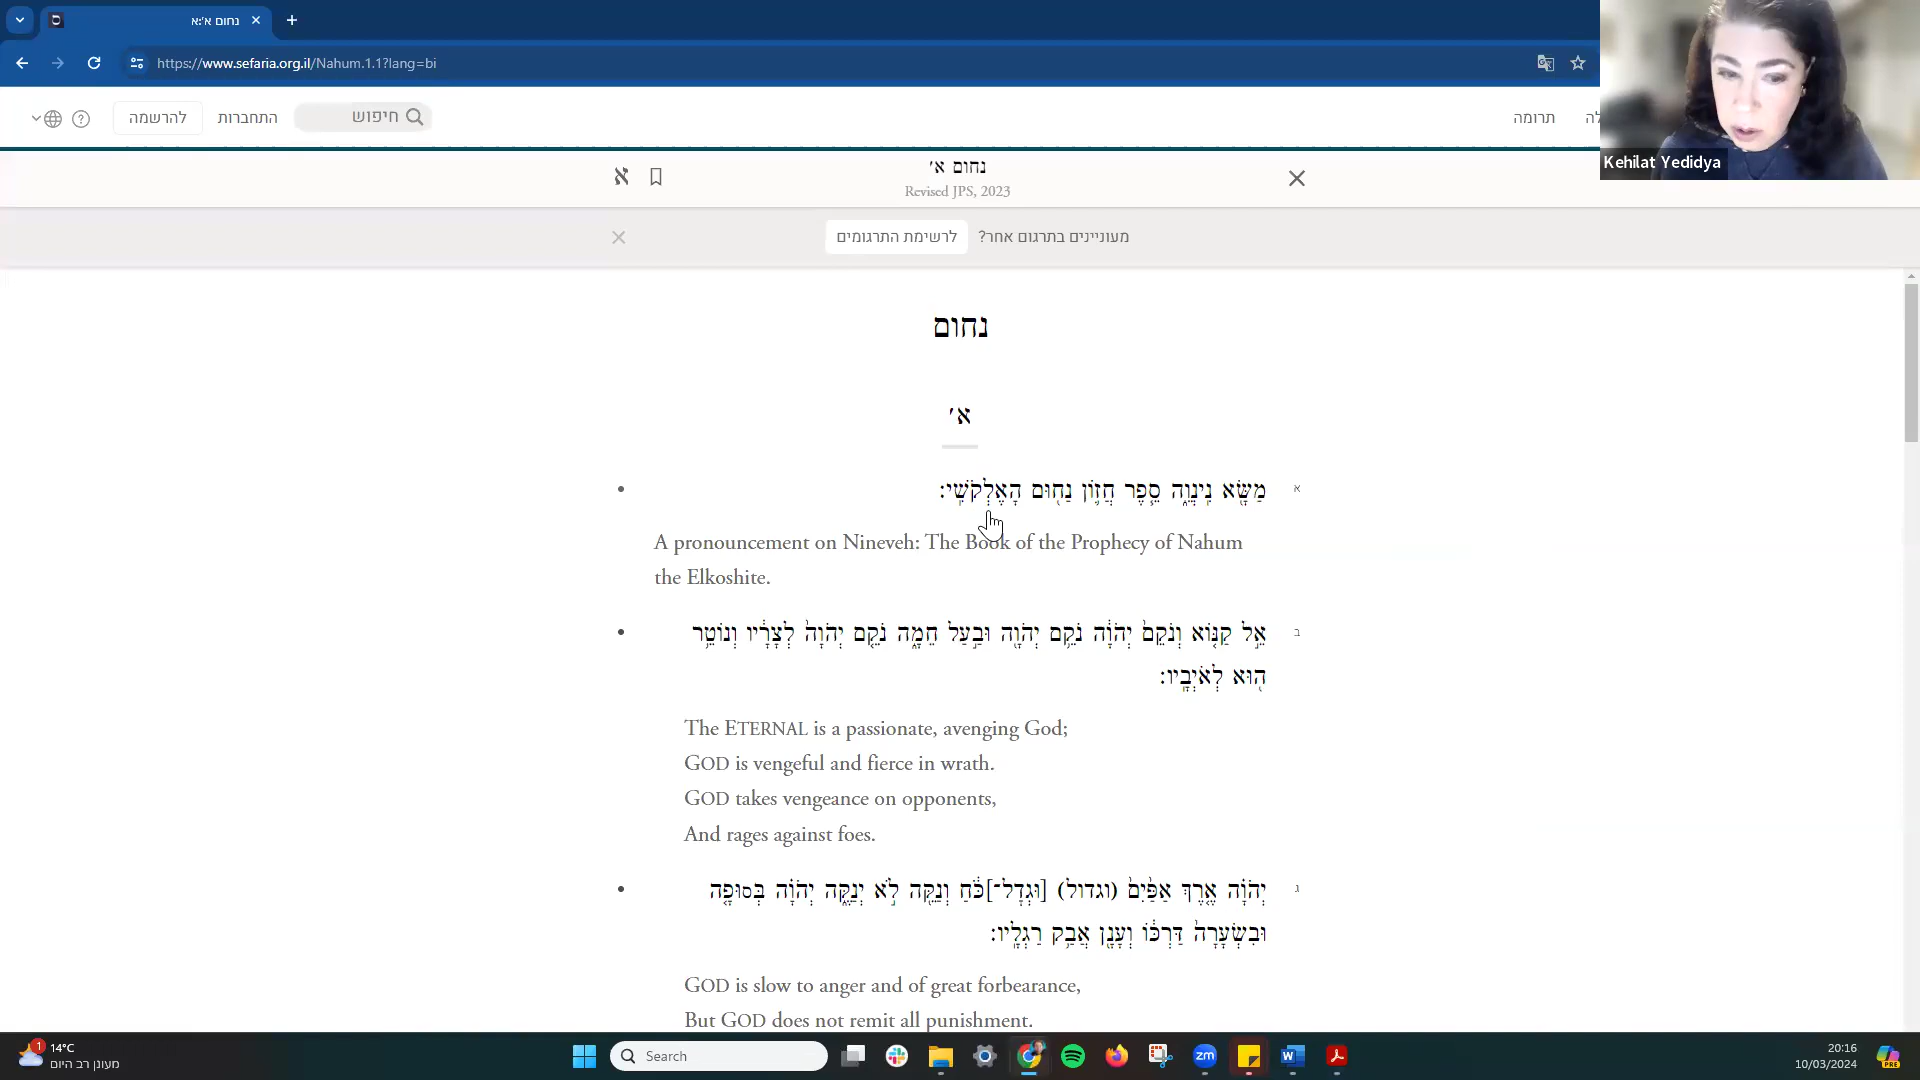 נחום א׳:א
https://www.sefaria.org.il/Nahum.1.1?lang=bi
להרשמה
התחברות
חיפוש
תרומה
לה
Kehilat Yedidya
נחום א׳
Revised JPS, 2023
מעוניינים בתרגום אחר?
לרשימת התרגומים
נחום
א׳
א
מַשָּׂ֖א נִֽינְוֵ֑ה סֵ֧פֶר חֲז֛וֹן נַח֖וּם הָאֶלְקֹשִֽׁי׃
A pronouncement on Nineveh: The Book of the Prophecy of Nahum
the Elkoshite.
ב
אֵ֣ל קַנּ֤וֹא וְנֹקֵם֙ יְהֹוָ֔ה נֹקֵ֥ם יְהֹוָ֖ה וּבַ֣עַל חֵמָ֑ה נֹקֵ֤ם יְהֹוָה֙ לְצָרָ֔יו וְנוֹטֵ֥ר
ה֖וּא לְאֹיְבָֽיו׃
The ETERNAL is a passionate, avenging God;
GOD is vengeful and fierce in wrath.
GOD takes vengeance on opponents,
And rages against foes.
ג
יְהֹוָ֗ה אֶ֤רֶךְ אַפַּ֙יִם֙ (וגדול) [וּגְדׇל־]כֹּ֔חַ וְנַקֵּ֖ה לֹ֣א יְנַקֶּ֑ה יְהֹוָ֗ה בְּסוּפָ֤ה
וּבִשְׂעָרָה֙ דַּרְכּ֔וֹ וְעָנָ֖ן אֲבַ֥ק רַגְלָֽיו׃
GOD is slow to anger and of great forbearance,
But GOD does not remit all punishment.
1
14°C
מעונן רב היום
Search
zm
W
20:16
10/03/2024
PRE